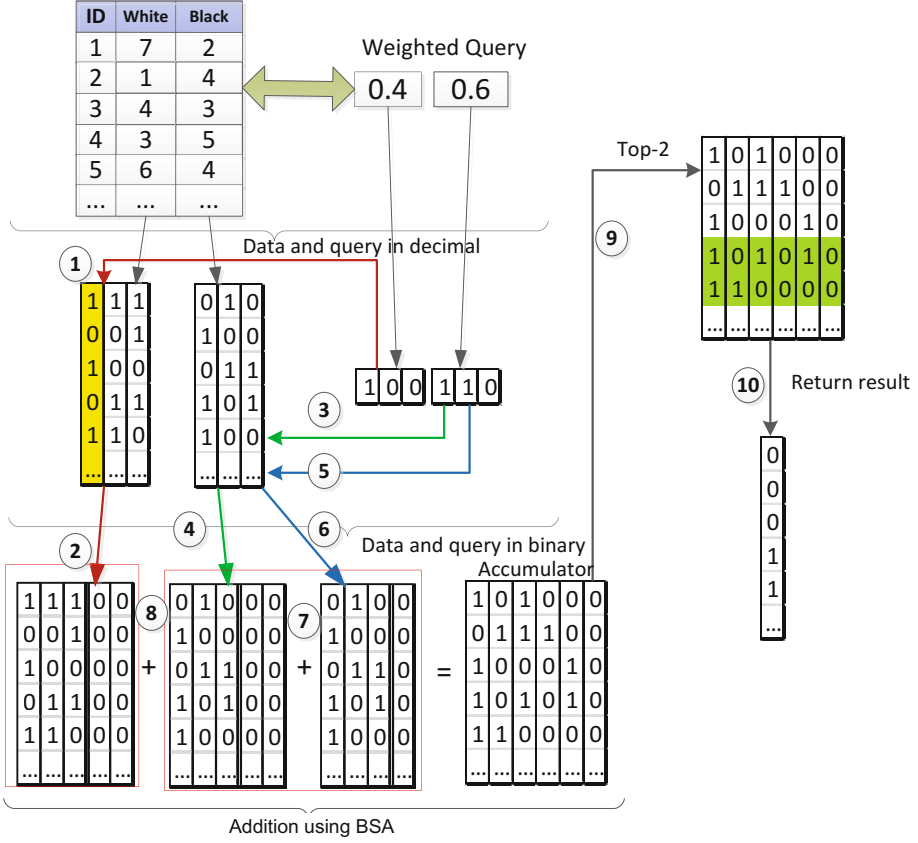 ID White Black
1 7 2
2 1 4
3 4 3
4 3 5
5 6 4
... ... ...
Weighted Query
0.4 0.6
Data and query in decimal
1
1 1 1
0 0 1
1 0 0
0 1 1
1 1 0
... ... ...
0 1 0
1 0 0
0 1 1
1 0 1
1 0 0
... ... ...
1 0 0
1 1 0
3
5
2
4
6
Data and query in binary
1 1 1 0 0
0 0 1 0 0
1 0 0 0 0
0 1 1 0 0
1 1 0 0 0
... ... ... ... ...
8
+
0 1 0 0 0
1 0 0 0 0
0 1 1 0 0
1 0 1 0 0
1 0 0 0 0
... ... ... ... ...
7
+
0 1 0 0
1 0 0 0
0 1 1 0
1 0 1 0
1 0 0 0
... ... ... ...
=
Accumulator
1 0 1 0 0 0
0 1 1 1 0 0
1 0 0 0 1 0
1 0 1 0 1 0
1 1 0 0 0 0
... ... ... ... ... ...
Addition using BSA
9
Top-2
1 0 1 0 0 0
0 1 1 1 0 0
1 0 0 0 1 0
1 0 1 0 1 0
1 1 0 0 0 0
... ... ... ... ... ...
10
Return result
0
0
0
1
1
...